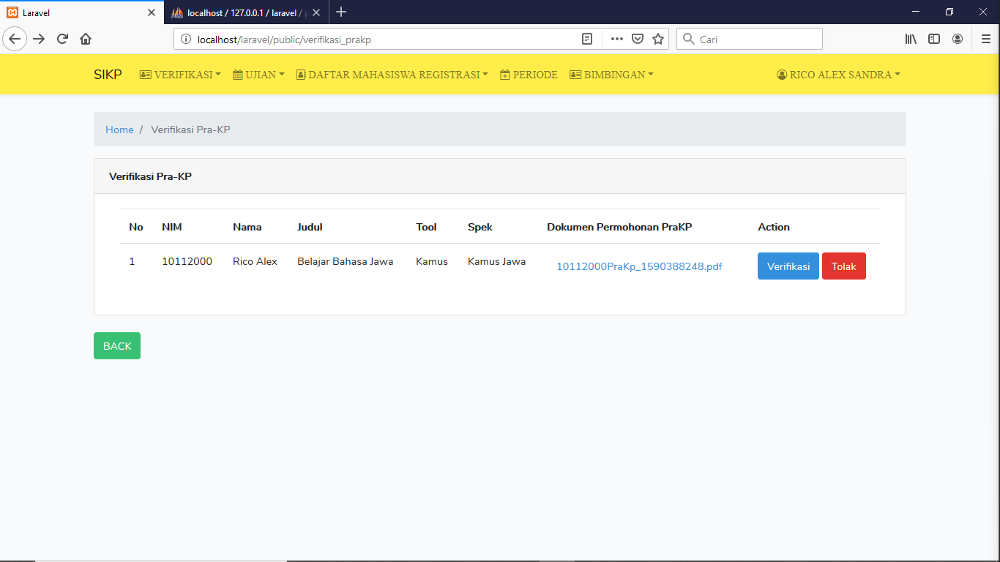 Laravel
localhost / 127.0.0.1 / laravel /
localhost/laravel/public/verifikasi_prakp
Cari
SIKP VERIFIKASI UJIAN DAFTAR MAHASISWA REGISTRASI PERIODE BIMBINGAN RICO ALEX SANDRA
Home / Verifikasi Pra-KP
Verifikasi Pra-KP
No NIM Nama Judul Tool Spek Dokumen Permohonan PraKP Action
1 10112000 Rico Alex Belajar Bahasa Jawa Kamus Kamus Jawa 10112000PraKp_1590388248.pdf Verifikasi Tolak
BACK